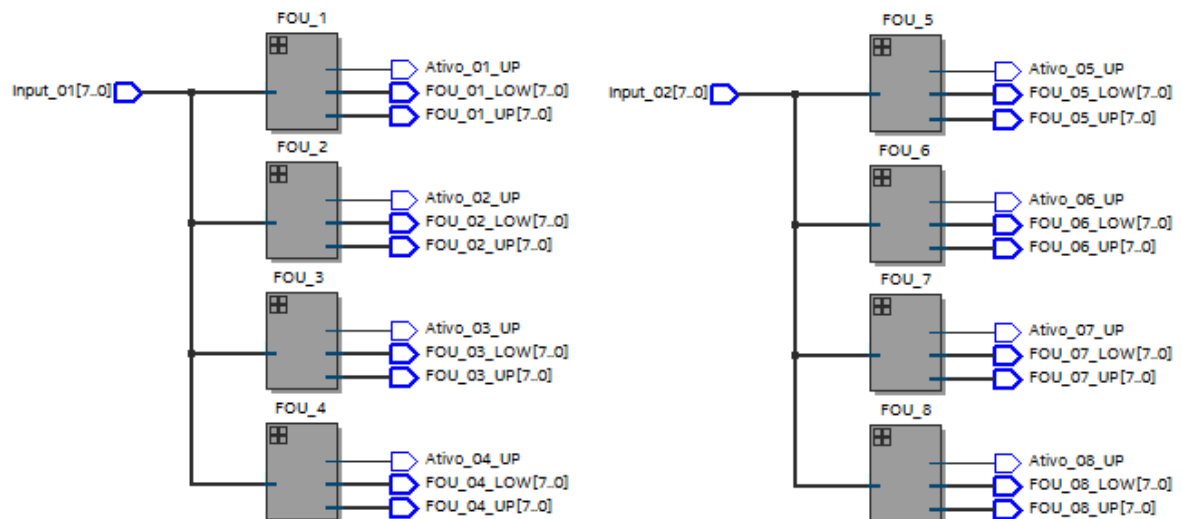 FOU_1
Input_01[7..0]
Ativo_01_UP
FOU_01_LOW[7..0]
FOU_01_UP[7..0]
FOU_2
Ativo_02_UP
FOU_02_LOW[7..0]
FOU_02_UP[7..0]
FOU_3
Ativo_03_UP
FOU_03_LOW[7..0]
FOU_03_UP[7..0]
FOU_4
Ativo_04_UP
FOU_04_LOW[7..0]
FOU_04_UP[7..0]
FOU_5
Input_02[7..0]
Ativo_05_UP
FOU_05_LOW[7..0]
FOU_05_UP[7..0]
FOU_6
Ativo_06_UP
FOU_06_LOW[7..0]
FOU_06_UP[7..0]
FOU_7
Ativo_07_UP
FOU_07_LOW[7..0]
FOU_07_UP[7..0]
FOU_8
Ativo_08_UP
FOU_08_LOW[7..0]
FOU_08_UP[7..0]